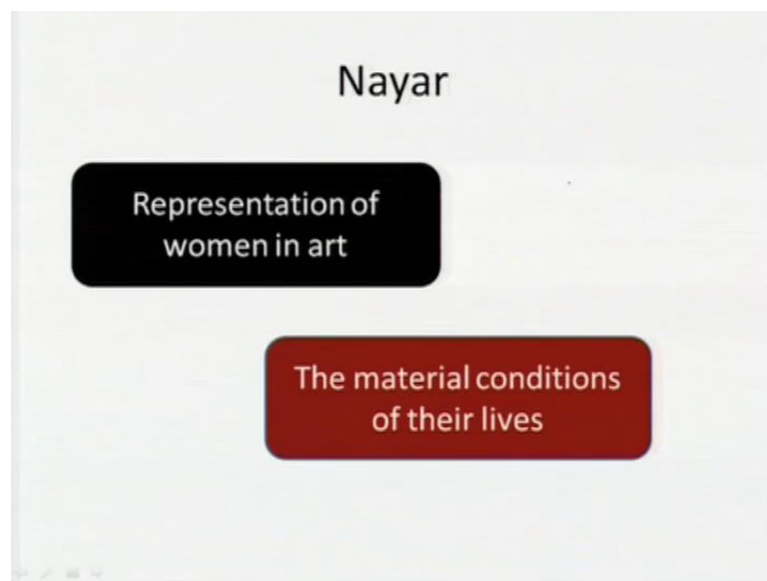 Nayar
Representation of
women in art
The material conditions
of their lives